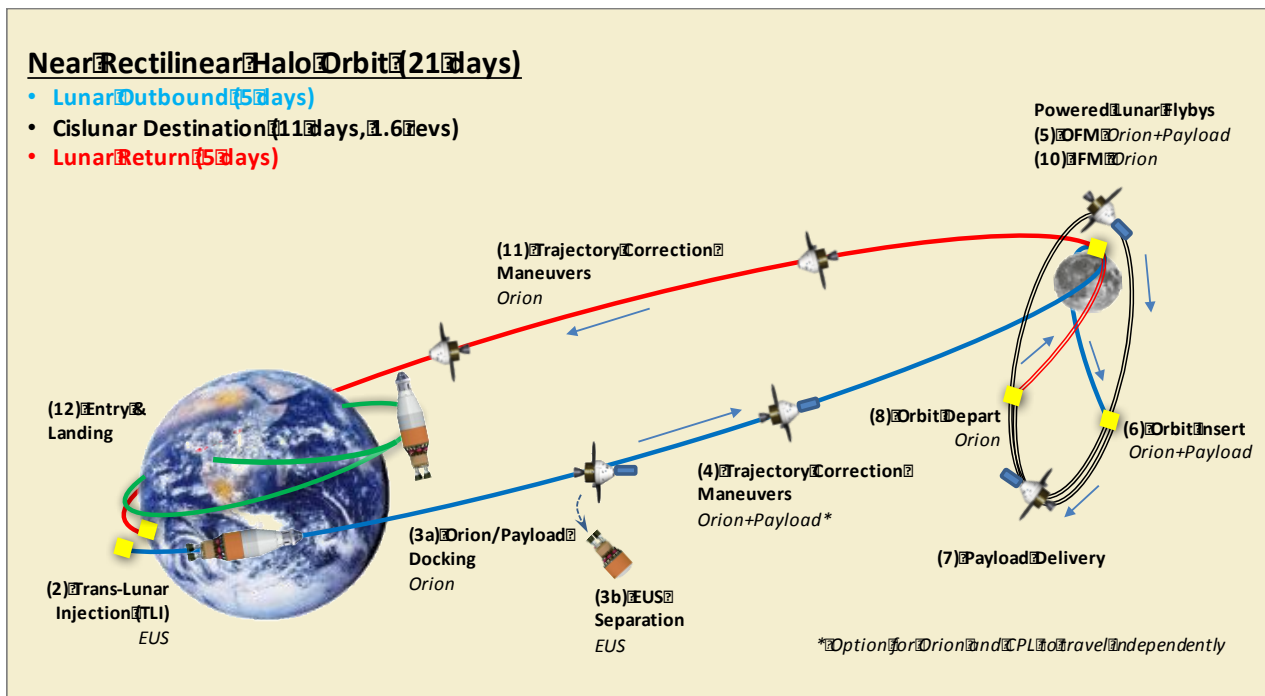 Near Rectilinear Halo Orbit (21 days)
• Lunar Outbound (5 days)
• Cislunar Destination (11 days, 1.6 revs)
• Lunar Return (5 days)
Powered Lunar Flybys
(5) OFM Orion+Payload
(10) IFM Orion
(11) Trajectory Correction
Maneuvers
Orion
(12) Entry &
Landing
(8) Orbit Depart
Orion
(6) Orbit Insert
Orion+Payload
(4) Trajectory Correction
Maneuvers
Orion+Payload*
(3a) Orion/Payload
Docking
Orion
(7) Payload Delivery
(2) Trans-Lunar
Injection (TLI)
EUS
(3b) EUS
Separation
EUS
* Option for Orion and CPL to travel independently